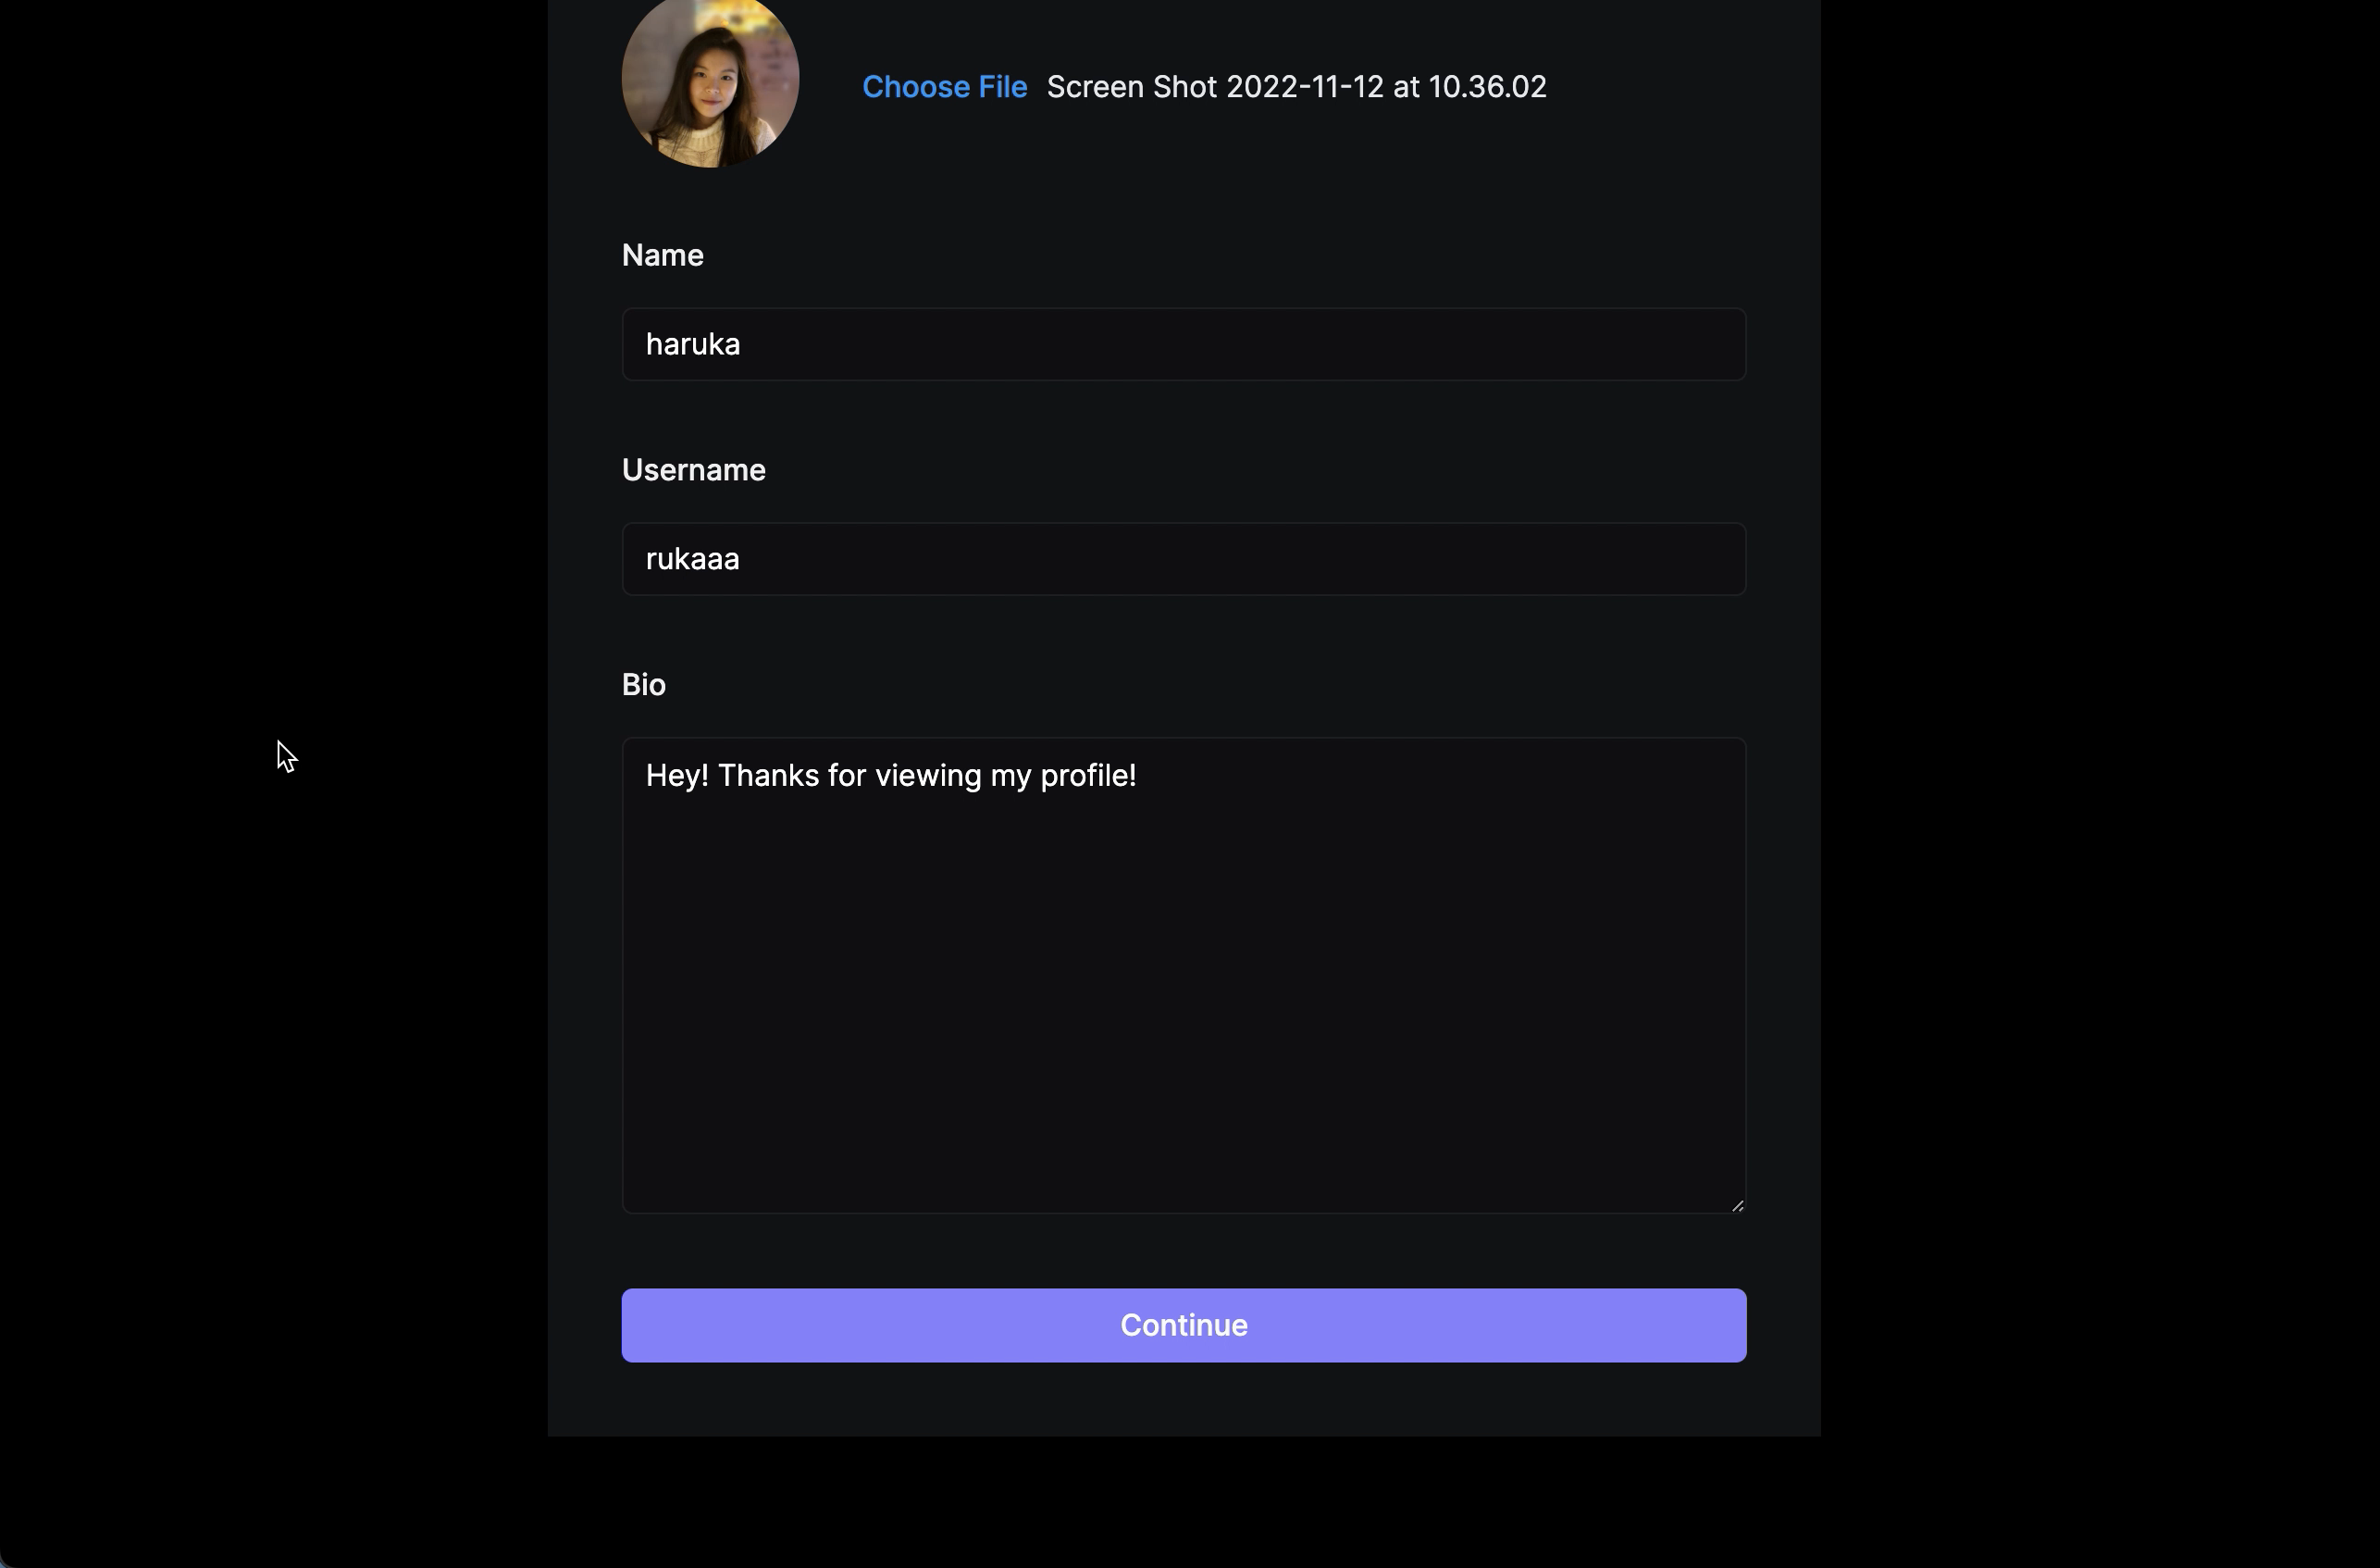 Choose File Screen Shot 2022-11-12 at 10.36.02
Name
haruka
Username
rukaaa
Bio
Hey! Thanks for viewing my profile!
Continue